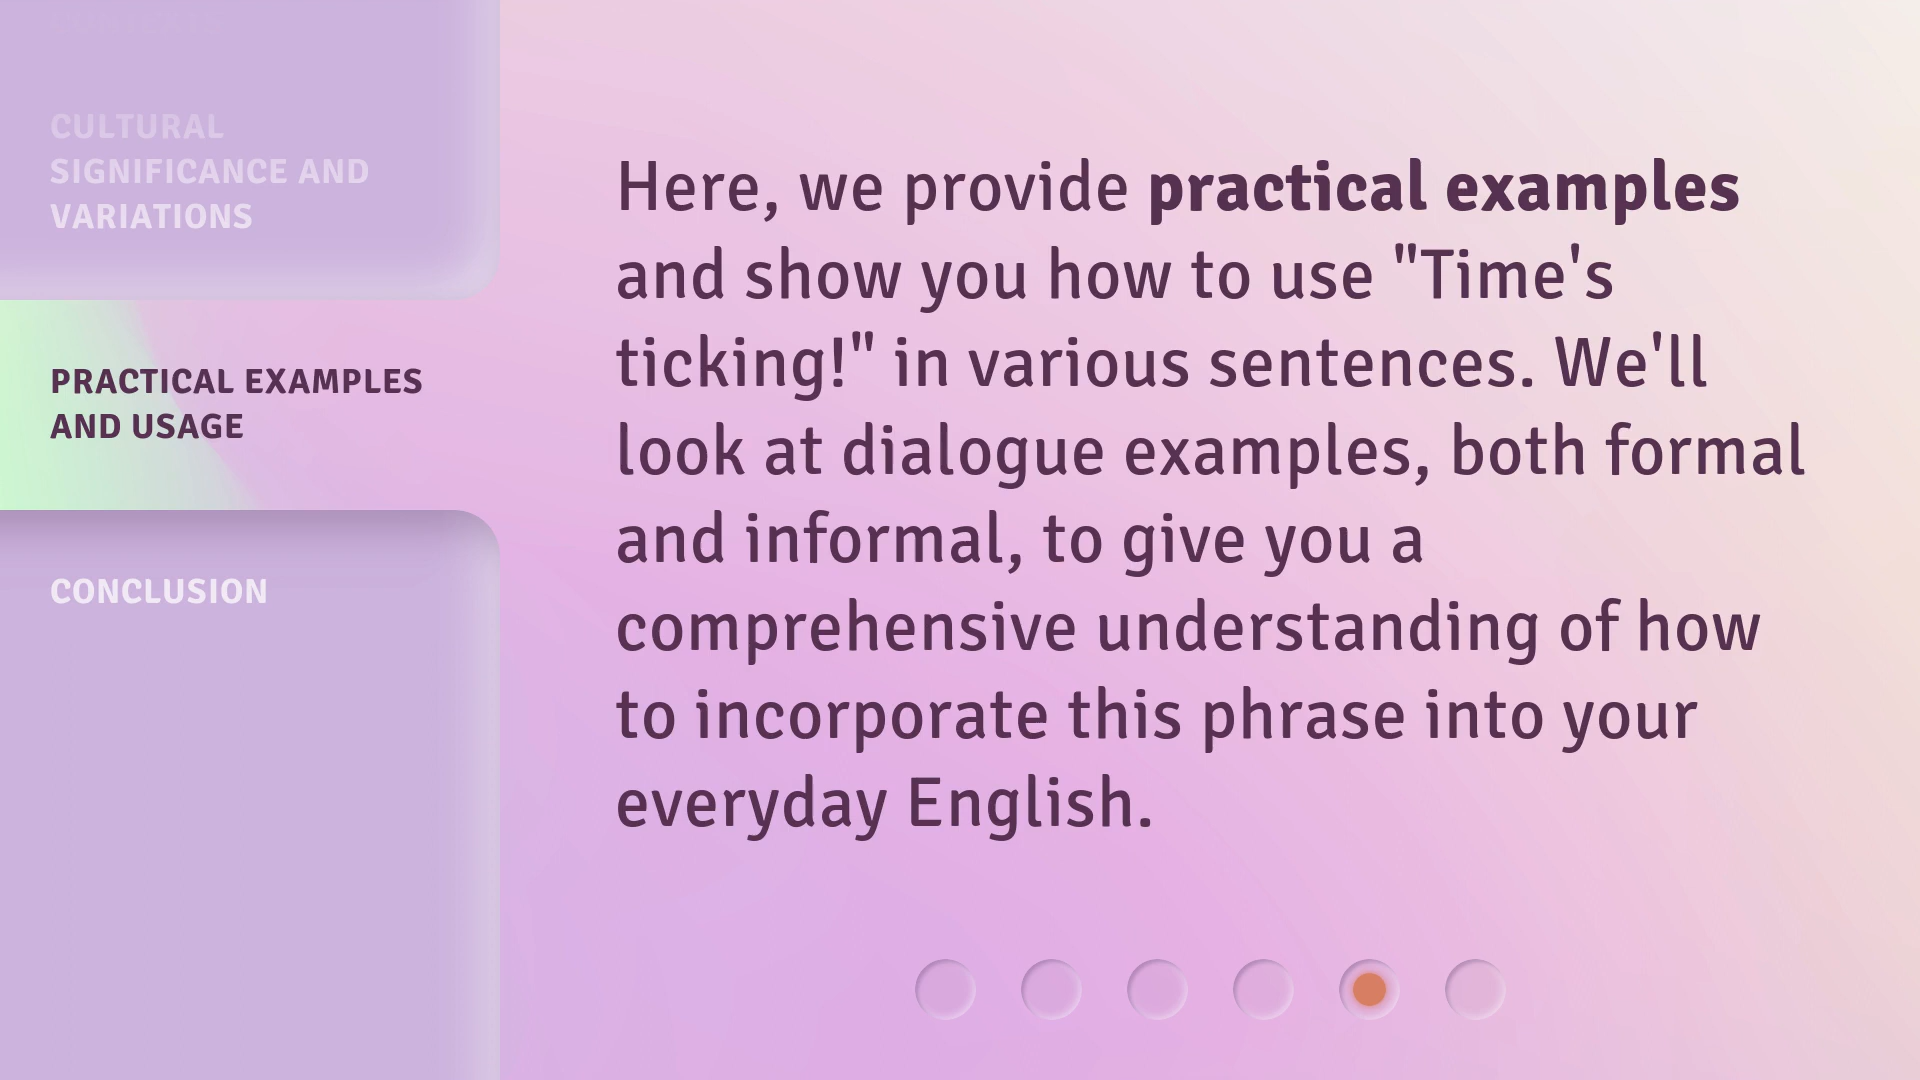 CULTURAL
SIGNIFICANCE AND
VARIATIONS
PRACTICAL EXAMPLES
AND USAGE
CONCLUSION
Here, we provide practical examples
and show you how to use "Time's
ticking!" in various sentences. We'll
look at dialogue examples, both formal
and informal, to give you a
comprehensive understanding of how
to incorporate this phrase into your
everyday English.